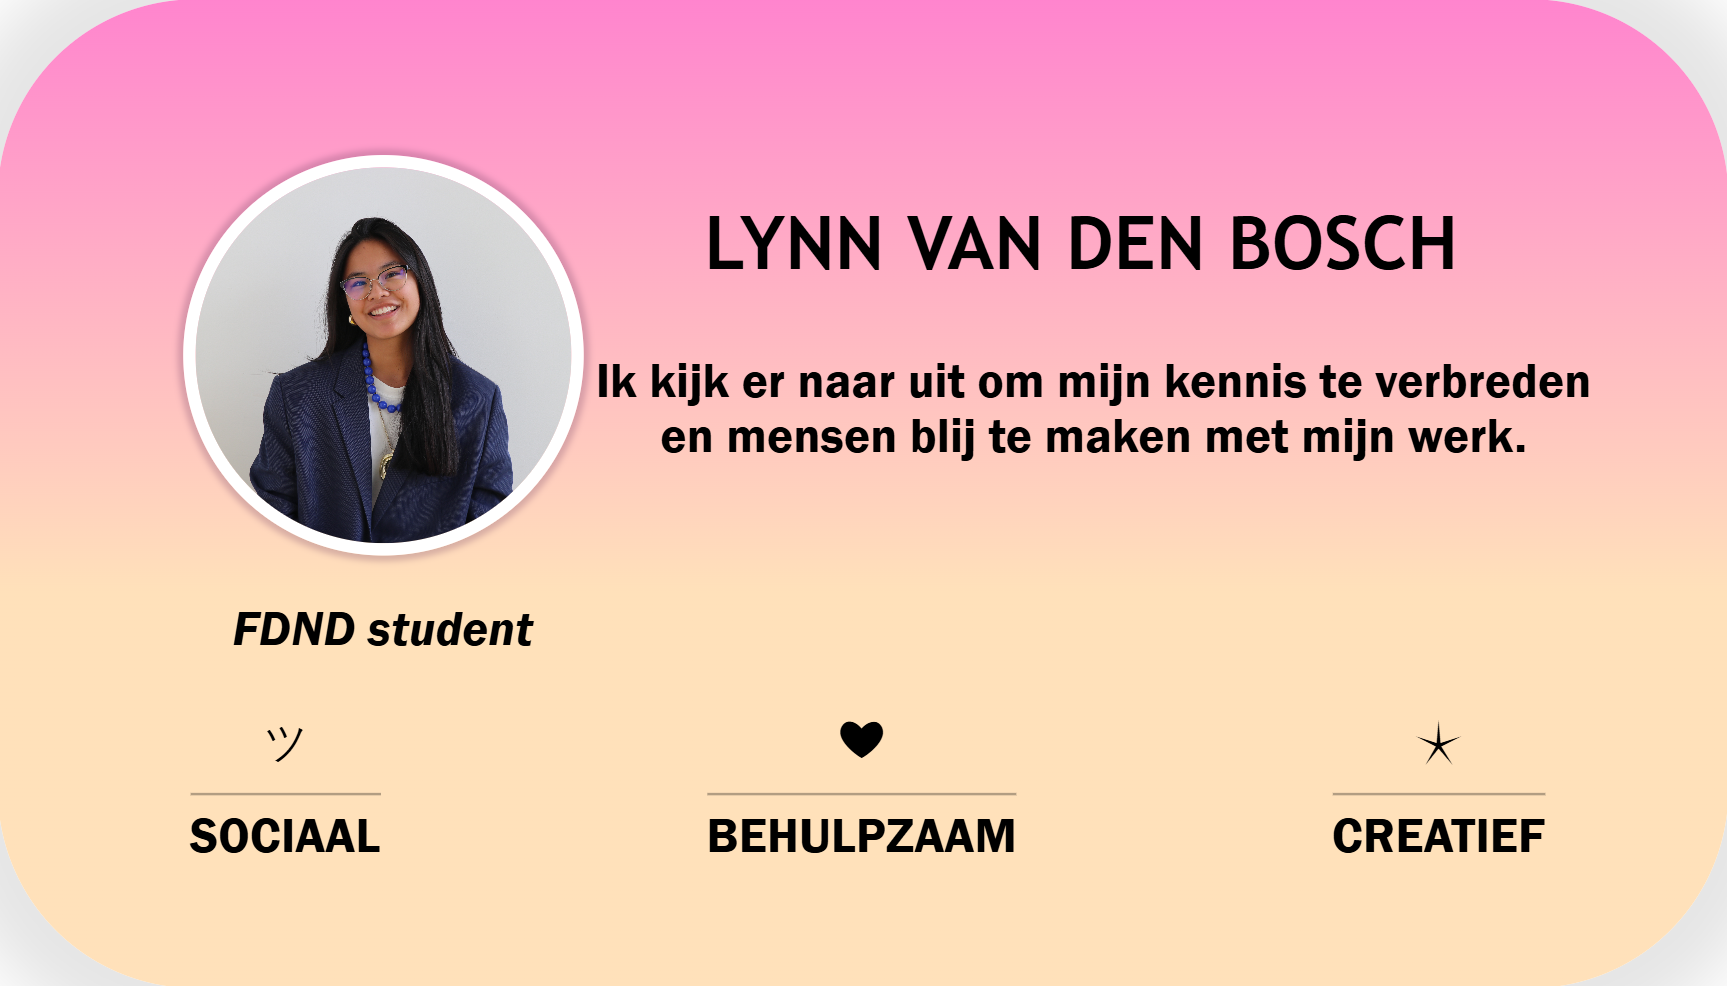 LYNN VAN DEN BOSCH
Ik kijk er naar uit om mijn kennis te verbreden
en mensen blij te maken met mijn werk.
FDND student
ツ
SOCIAAL
BEHULPZAAM
CREATIEF